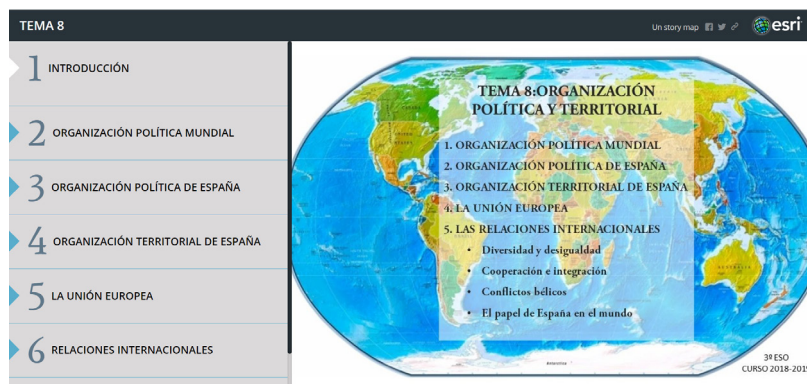 TEMA 8
Un story map
esri
1 INTRODUCCIÓN
2 ORGANIZACIÓN POLÍTICA MUNDIAL
3 ORGANIZACIÓN POLÍTICA DE ESPAÑA
4 ORGANIZACIÓN TERRITORIAL DE ESPAÑA
5 LA UNIÓN EUROPEA
6 RELACIONES INTERNACIONALES
TEMA 8:ORGANIZACIÓN
POLÍTICA Y TERRITORIAL
1. ORGANIZACIÓN POLÍTICA MUNDIAL
2. ORGANIZACIÓN POLÍTICA DE ESPAÑA
3. ORGANIZACIÓN TERRITORIAL DE ESPAÑA
4. LA UNIÓN EUROPEA
5. LAS RELACIONES INTERNACIONALES
• Diversidad y desigualdad
• Cooperación e integración
• Conflictos bélicos
• El papel de España en el mundo
3º ESO
CURSO 2018-201